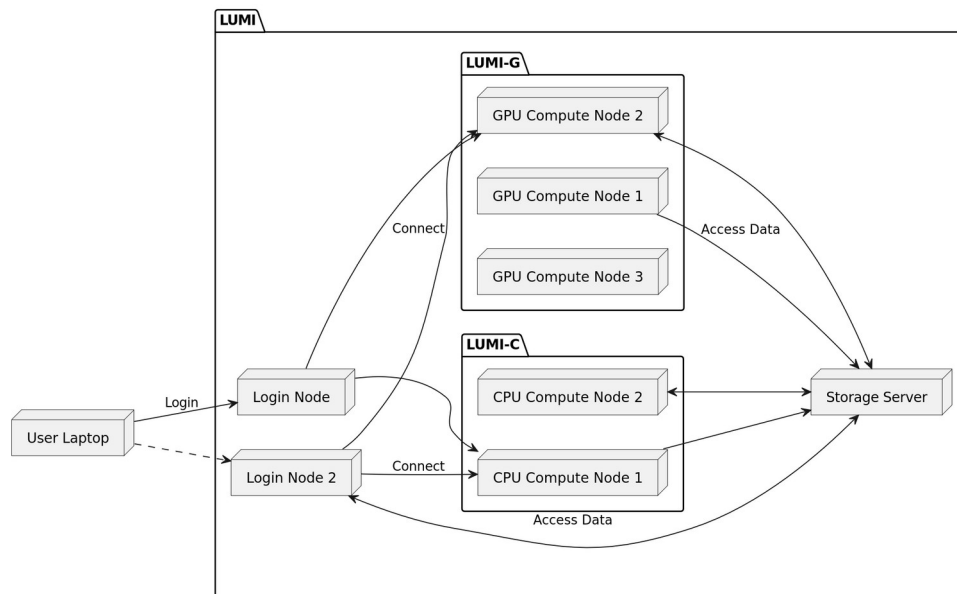 LUMI
LUMI-G
GPU Compute Node 2
GPU Compute Node 1
Connect
Access Data
GPU Compute Node 3
LUMI-C
Login Node
CPU Compute Node 2
Storage Server
Login
User Laptop
Connect
Login Node 2
CPU Compute Node 1
Access Data